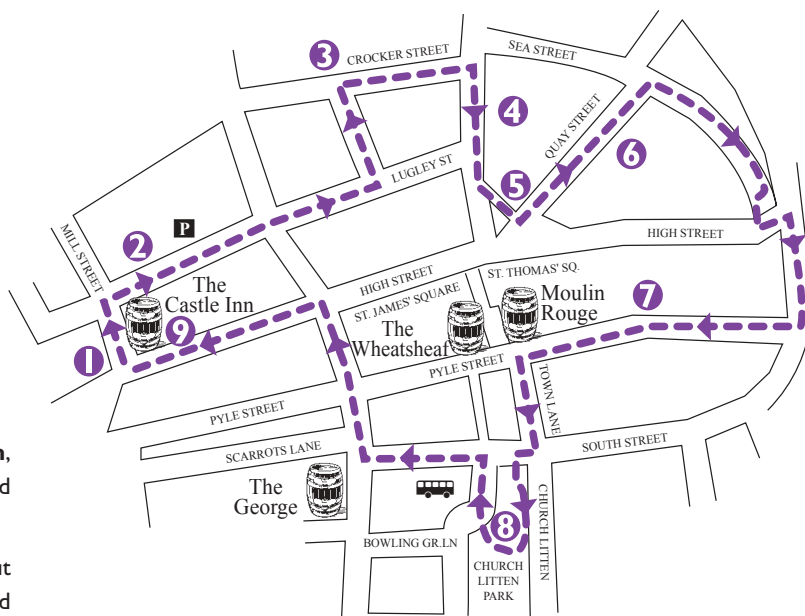 3
CROCKER STREET
SEA STREET
4
QUAY STREET
6
LUGLEY ST
5
P
MILL STREET
2
HIGH STREET
The
Castle Inn
HIGH STREET
ST. THOMAS' SQ.
ST. JAMES' SQUARE
Moulin
Rouge
7
The
Wheatsheaf
9
1
PYLE STREET
TOWN LANE
PYLE STREET
SOUTH STREET
SCARROTS LANE
n,
d
The
George
CHURCH LITTEN
8
BOWLING GR.LN
CHURCH
LITTEN
PARK
ut
d